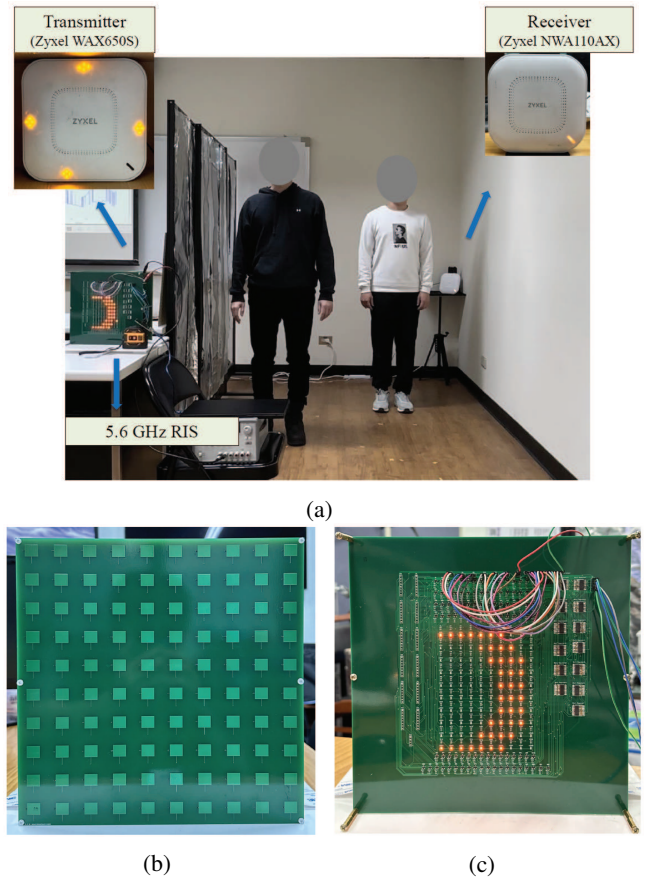 Transmitter
(Zyxel WAX650S)
Receiver
(Zyxel NWA110AX)
ZYXEL
ZYXEL
5.6 GHz RIS
(a)
(b)
(c)